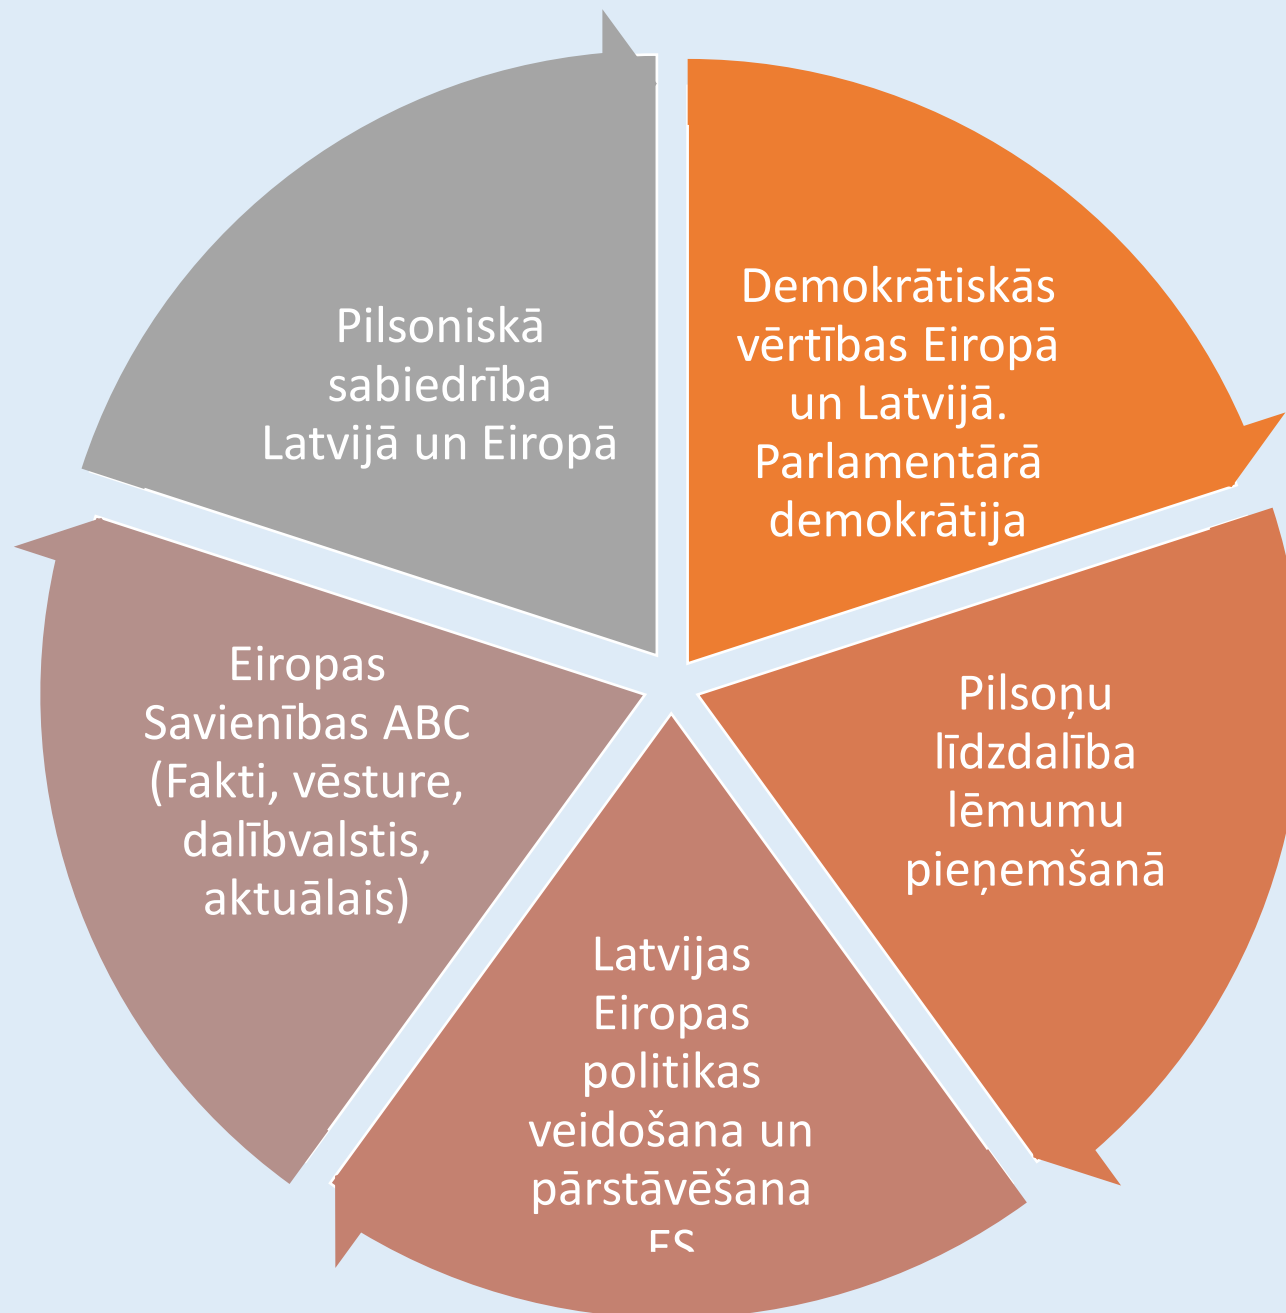 Demokrātiskās
vērtības Eiropā
un Latvijā.
Parlamentārā
demokrātija
Pilsoņu
līdzdalība
lēmumu
pieņemšanā
Latvijas
Eiropas
politikas
veidošana un
pārstāvēšana
ES
Eiropas
Savienības ABC
(Fakti, vēsture,
dalībvalstis,
aktuālais)
Pilsoniskā
sabiedrība
Latvijā un Eiropā